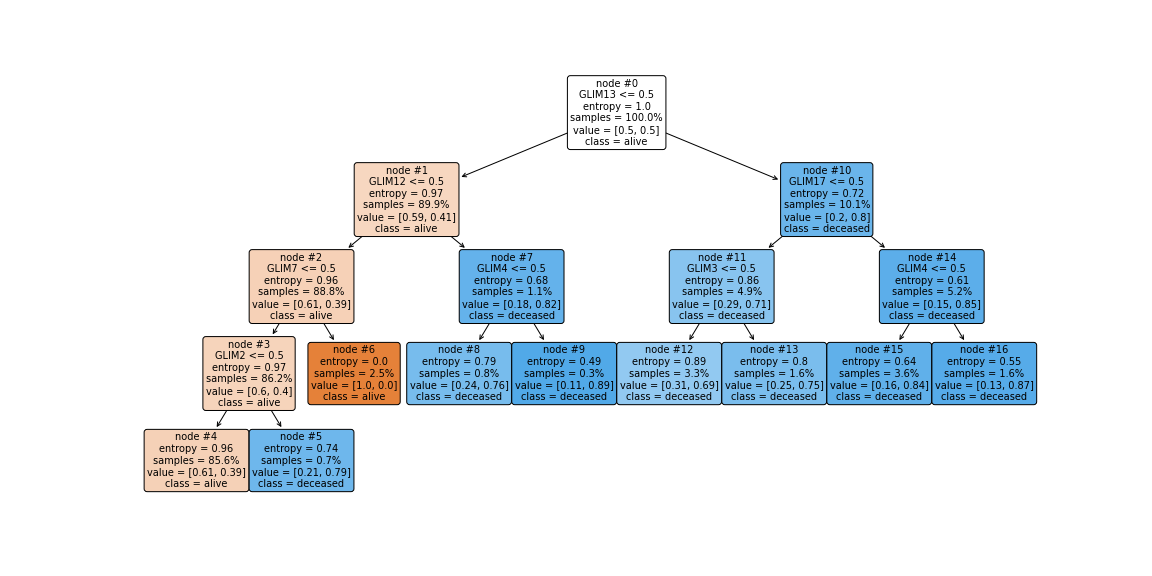 node #0
GLIM13 <= 0.5
entropy = 1.0
samples = 100.0%
value = [0.5, 0.5]
class = alive
node #1
GLIM12 <= 0.5
entropy = 0.97
samples = 89.9%
value = [0.59, 0.41]
class = alive
node #10
GLIM17 <= 0.5
entropy = 0.72
samples = 10.1%
value = [0.2, 0.8]
class = deceased
node #2
GLIM7 <= 0.5
entropy = 0.96
samples = 88.8%
value = [0.61, 0.39]
class = alive
node #7
GLIM4 <= 0.5
entropy = 0.68
samples = 1.1%
value = [0.18, 0.82]
class = deceased
node #11
GLIM3 <= 0.5
entropy = 0.86
samples = 4.9%
value = [0.29, 0.71]
class = deceased
node #14
GLIM4 <= 0.5
entropy = 0.61
samples = 5.2%
value = [0.15, 0.85]
class = deceased
node #3
GLIM2 <= 0.5
entropy = 0.97
samples = 86.2%
value = [0.6, 0.4]
class = alive
node #6
entropy = 0.0
samples = 2.5%
value = [1.0, 0.0]
class = alive
node #8
entropy = 0.79
samples = 0.8%
value = [0.24, 0.76]
class = deceased
node #9
entropy = 0.49
samples = 0.3%
value = [0.11, 0.89]
class = deceased
node #12
entropy = 0.89
samples = 3.3%
value = [0.31, 0.69]
class = deceased
node #13
entropy = 0.8
samples = 1.6%
value = [0.25, 0.75]
class = deceased
node #15
entropy = 0.64
samples = 3.6%
value = [0.16, 0.84]
class = deceased
node #16
entropy = 0.55
samples = 1.6%
value = [0.13, 0.87]
class = deceased
node #4
entropy = 0.96
samples = 85.6%
value = [0.61, 0.39]
class = alive
node #5
entropy = 0.74
samples = 0.7%
value = [0.21, 0.79]
class = deceased